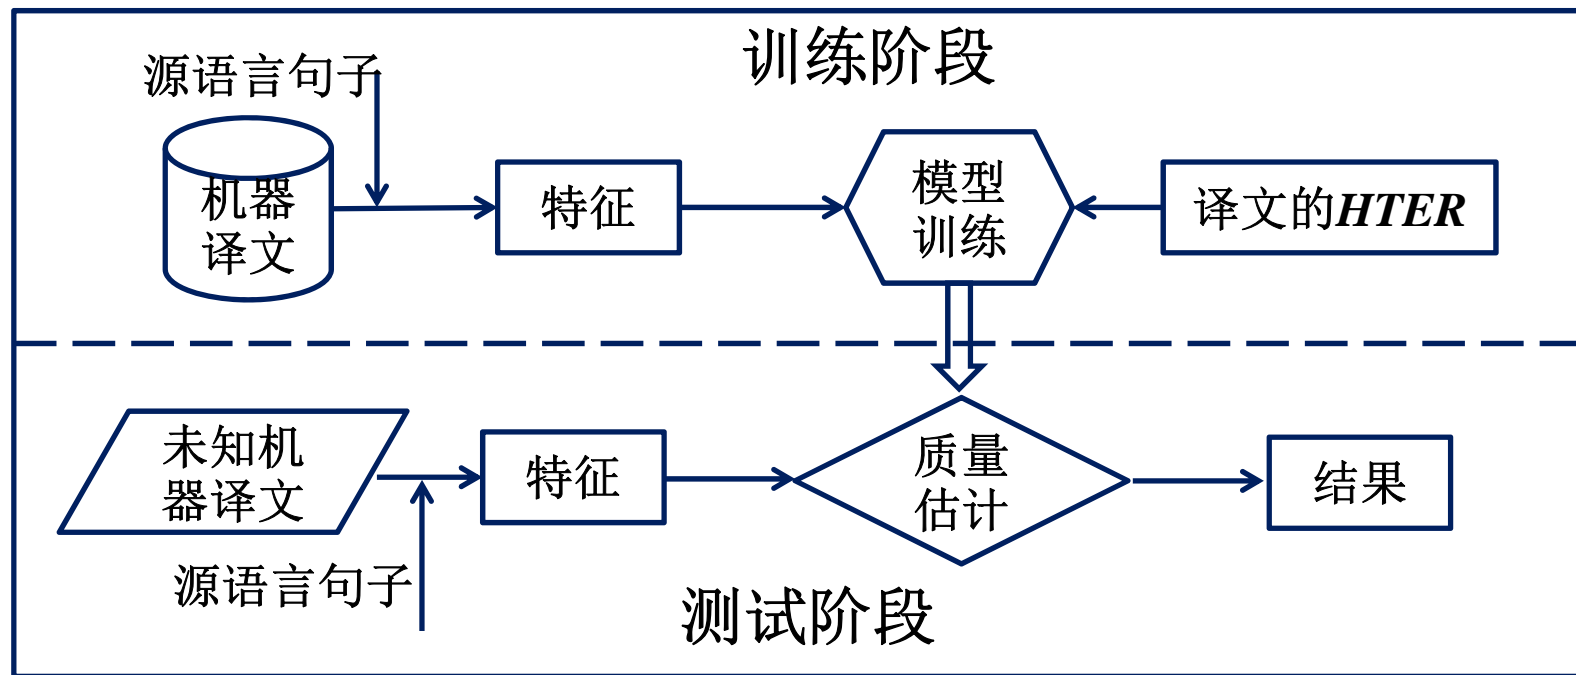 训练阶段
源语言句子
机器
译文
特征
模型
训练
译文的HTER
未知机
器译文
特征
质量
估计
结果
源语言句子
测试阶段